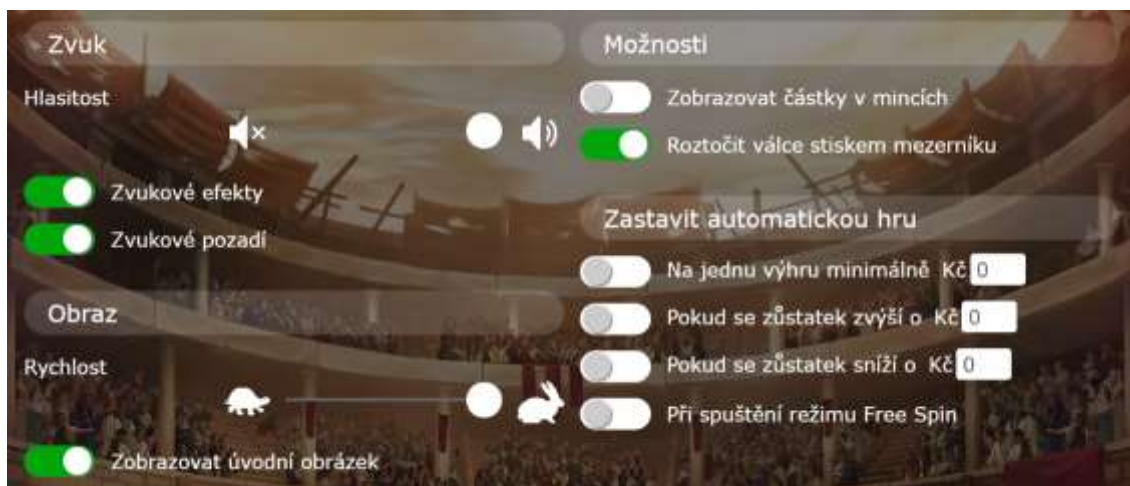 Zvuk
Hlasitost
Zvukové efekty
Zvukové pozadí
Obraz
Rychlost
Zobrazovat úvodní obrázek
Možnosti
Zobrazovat částky v mincích
Roztočit válce stiskem mezerníku
Zastavit automatickou hru
Na jednu výhru minimálně Kč 0
Pokud se zůstatek zvýší o Kč 0
Pokud se zůstatek sníží o Kč 0
Při spuštění režimu Free Spin